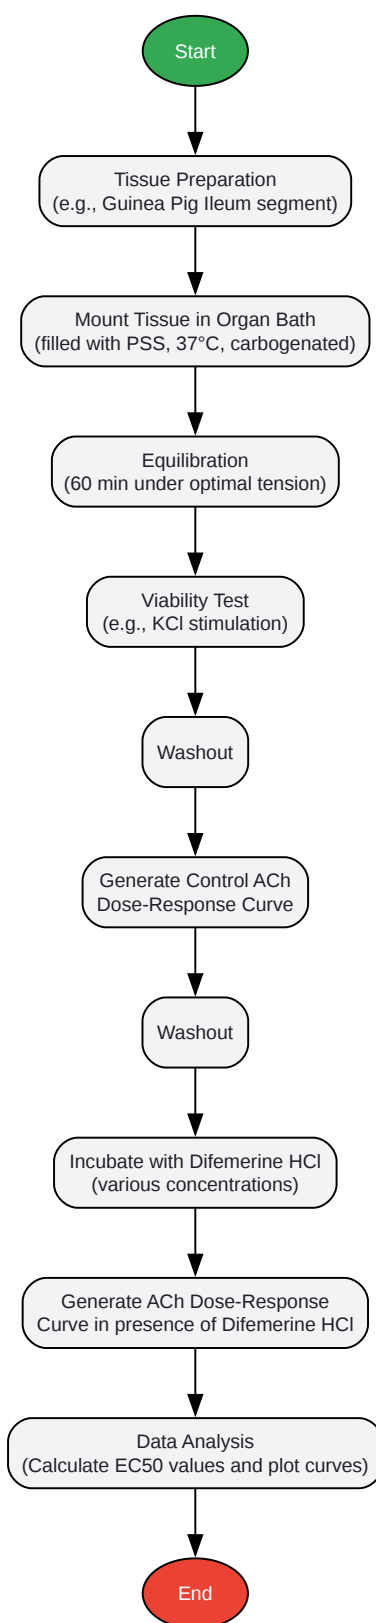 Start
Tissue Preparation
(e.g., Guinea Pig Ileum segment)
Mount Tissue in Organ Bath
(filled with PSS, 37°C, carbogenated)
Equilibration
(60 min under optimal tension)
Viability Test
(e.g., KCl stimulation)
Washout
Generate Control ACh
Dose-Response Curve
Washout
Incubate with Difemerine HCl
(various concentrations)
Generate ACh Dose-Response
Curve in presence of Difemerine HCl
Data Analysis
(Calculate EC50 values and plot curves)
End